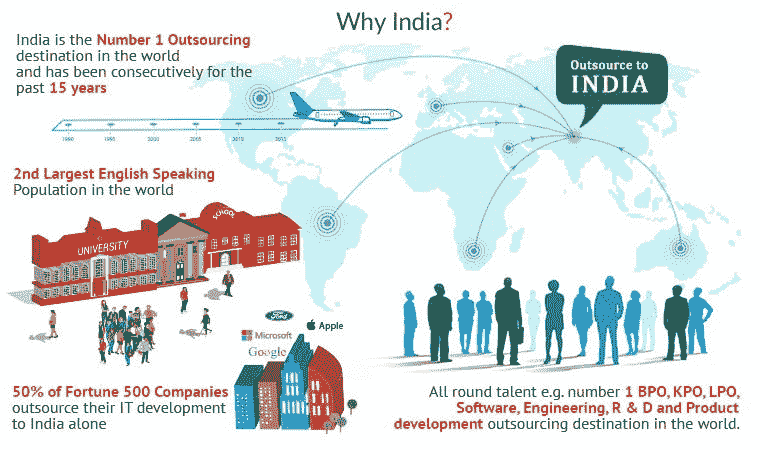 Why India?
India is the Number 1 Outsourcing
destination in the world
and has been consecutively for the
past 15 years
Outsource to
INDIA
1990 1995 2000 2005 2010 2015
2nd Largest English Speaking
Population in the world
UNIVERSITY
SCHOOL
Ford
Microsoft
Apple
Google
50% of Fortune 500 Companies
outsource their IT development
to India alone
All round talent e.g. number 1 BPO, KPO, LPO,
Software, Engineering, R & D and Product
development outsourcing destination in the world.